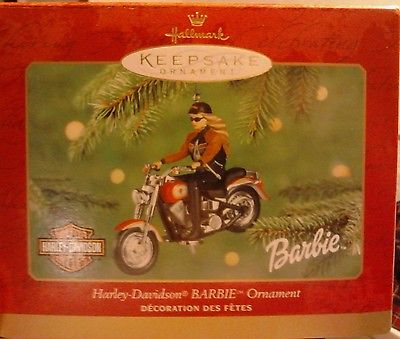 Hallmark
KEEPSAKE
ORNAMENT
HARLEY-DAVIDSON
Barbie
Harley-Davidson® BARBIE™ Ornament
DÉCORATION DES FÊTES